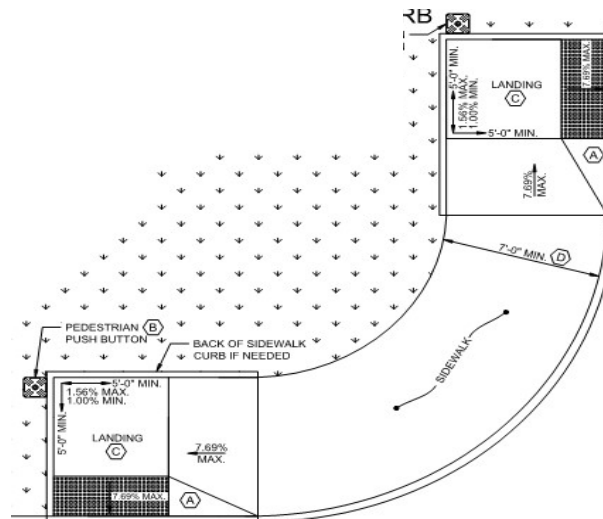 RB
7.69% MAX.
LANDING
C
5'-0" MIN.
1.56% MAX.
1.00% MIN.
5'-0" MIN.
A
7.69%
MAX.
7'-0" MIN. D
PEDESTRIAN B
PUSH BUTTON
BACK OF SIDEWALK
CURB IF NEEDED
SIDEWALK
5'-0" MIN.
1.56% MAX.
1.00% MIN.
5'-0" MIN.
LANDING
C
7.69%
MAX.
7.69% MAX.
A